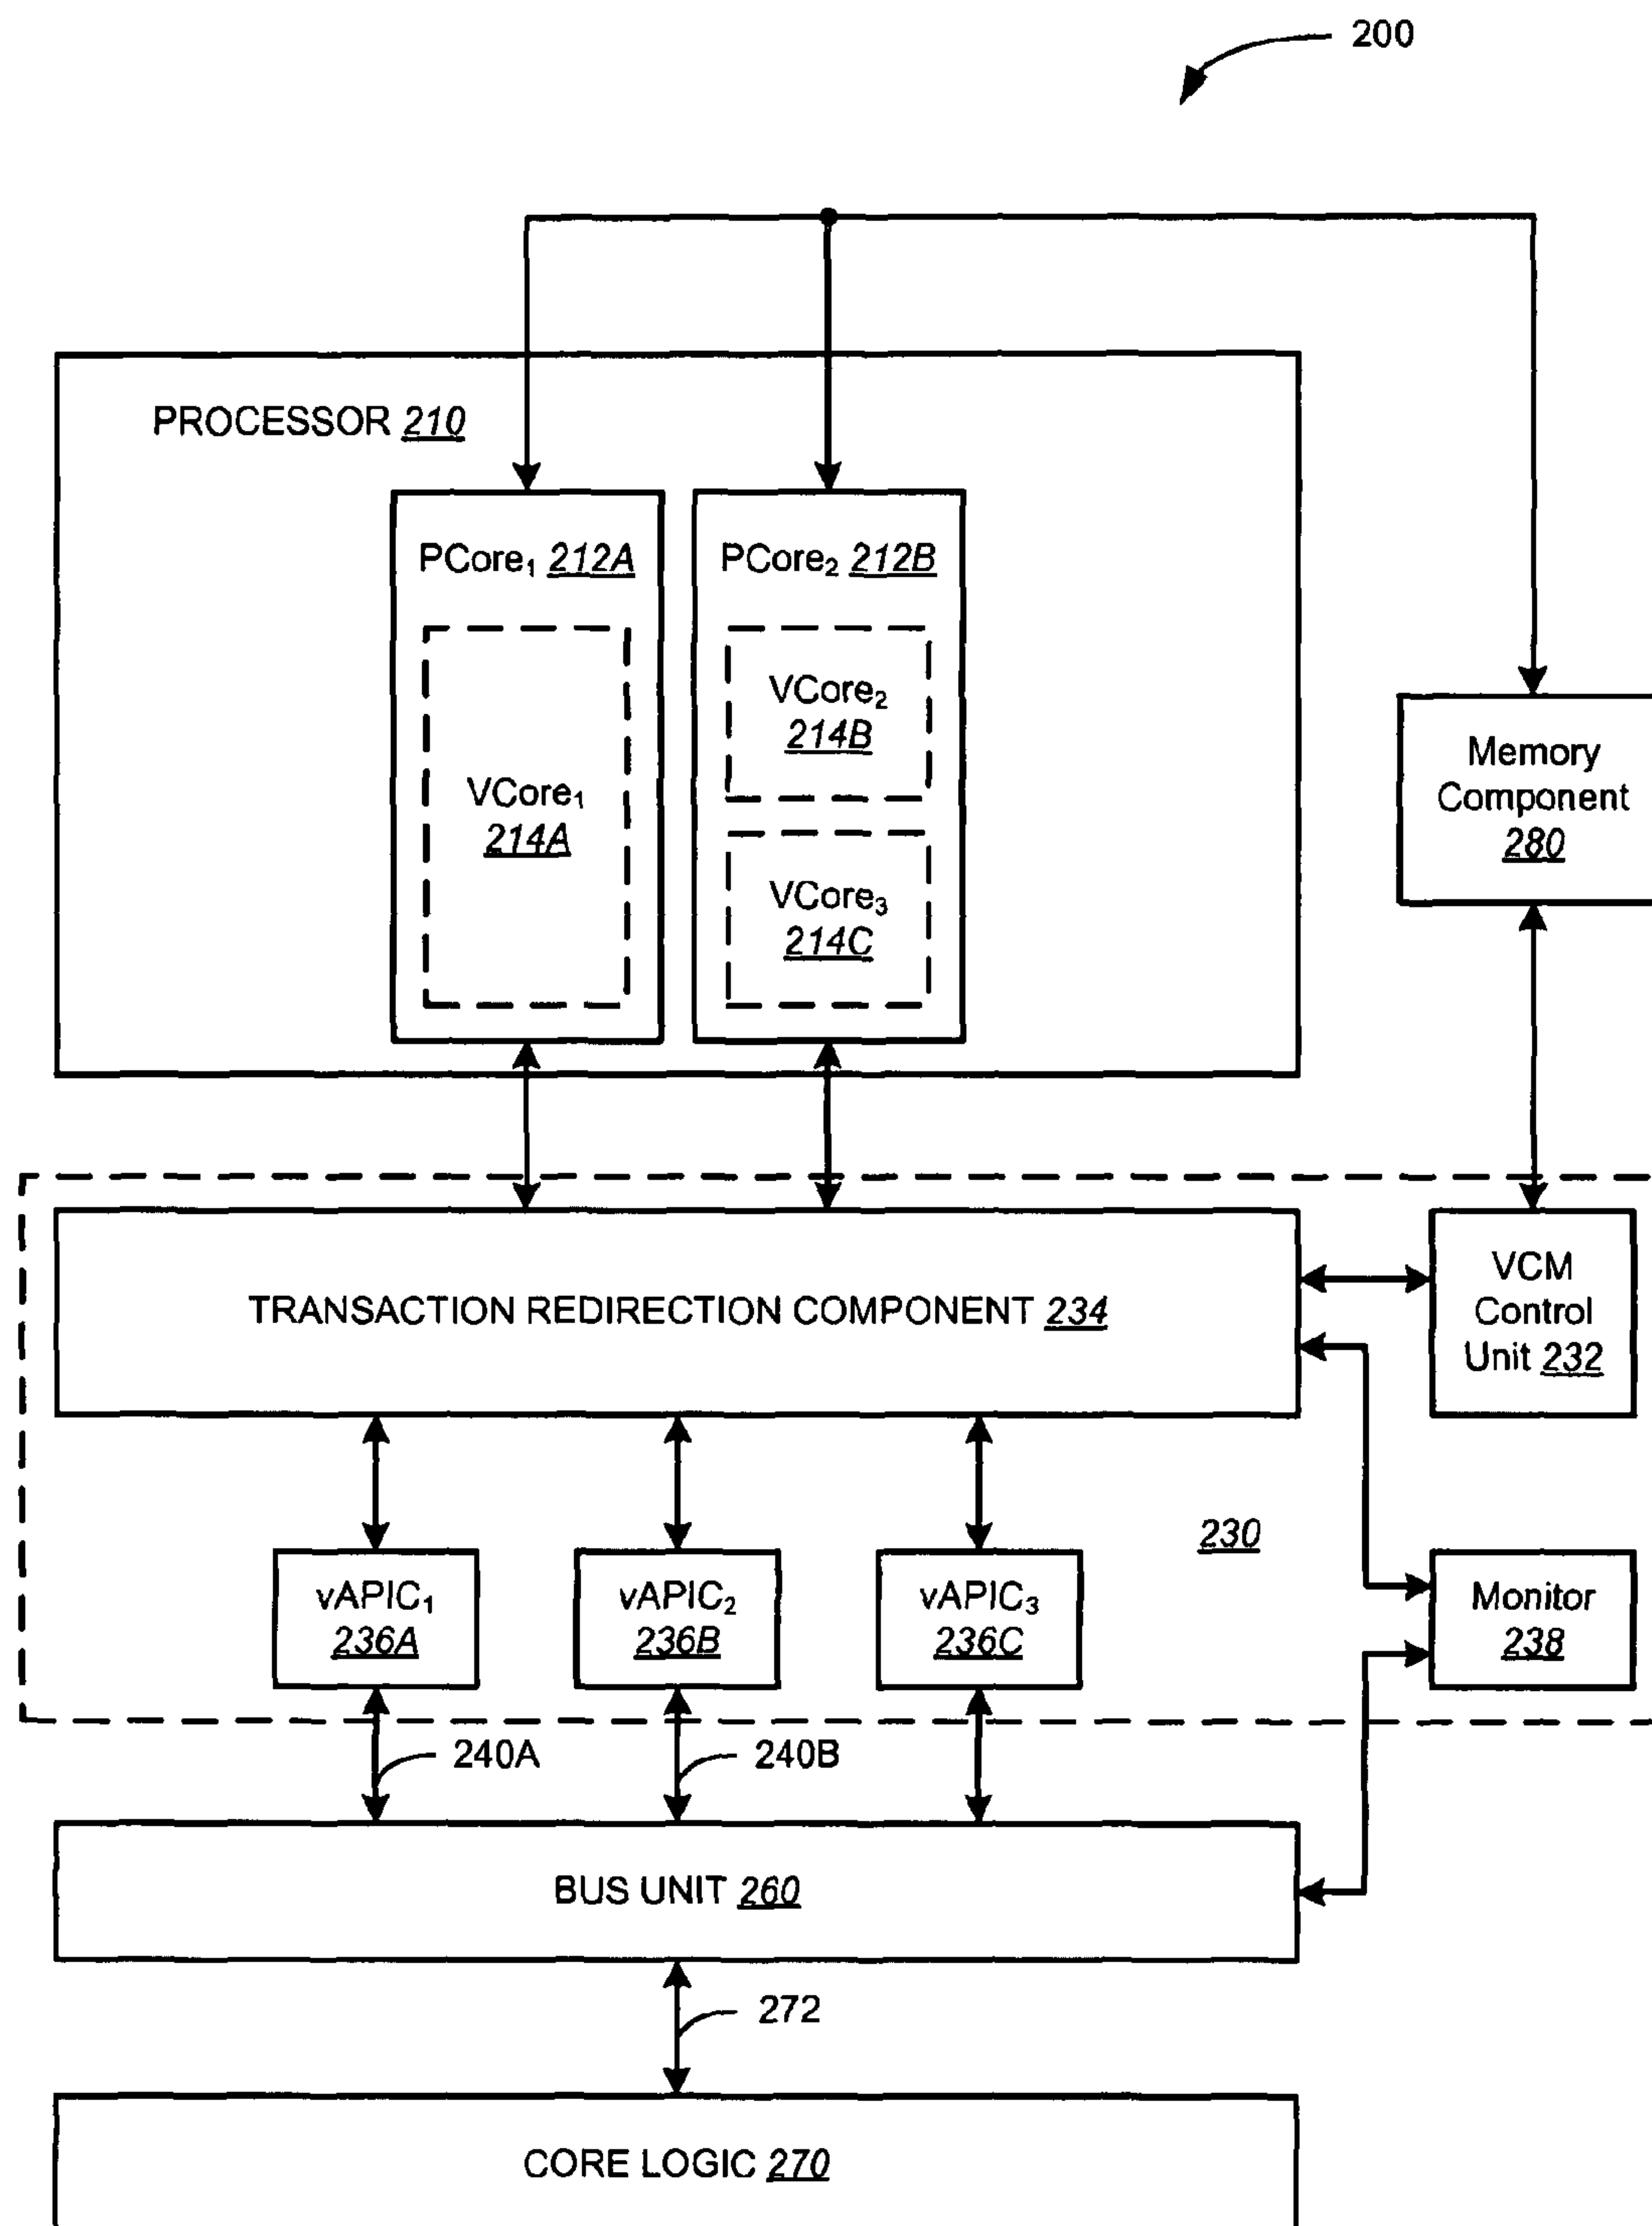 200
PROCESSOR 210
PCore₁ 212A
PCore₂ 212B
VCore₁
214A
VCore₂
214B
VCore₃
214C
Memory
Component
280
TRANSACTION REDIRECTION COMPONENT 234
VCM
Control
Unit 232
230
vAPIC₁
236A
vAPIC₂
236B
vAPIC₃
236C
Monitor
238
240A
240B
BUS UNIT 260
272
CORE LOGIC 270